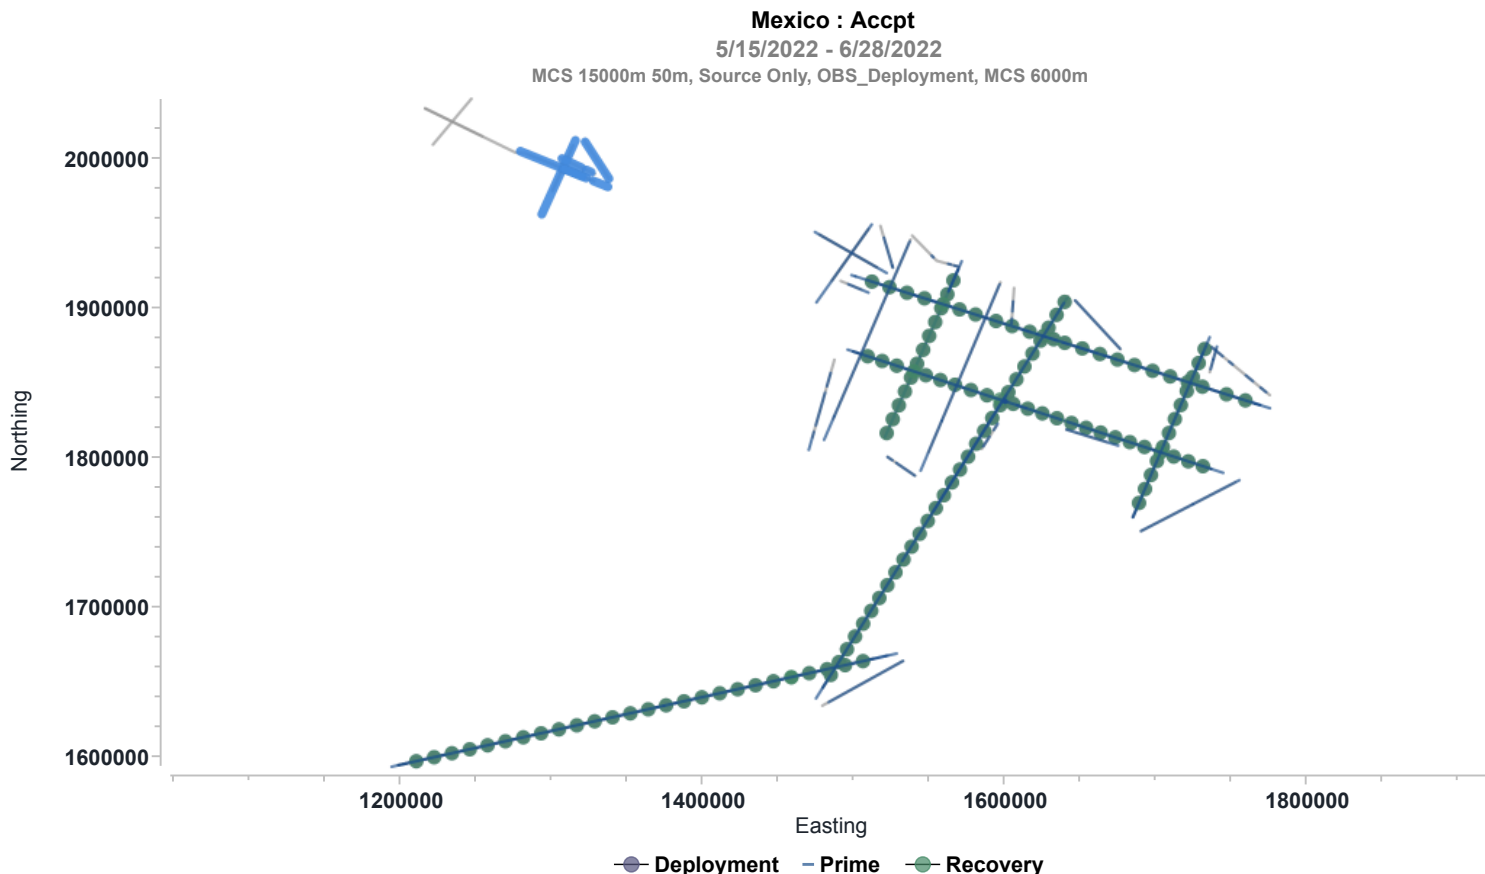 Mexico : Accpt
5/15/2022 - 6/28/2022
MCS 15000m 50m, Source Only, OBS_Deployment, MCS 6000m
2000000
1900000
1800000
1700000
1600000
Northing
1200000
1400000
1600000
1800000
Easting
Deployment Prime Recovery